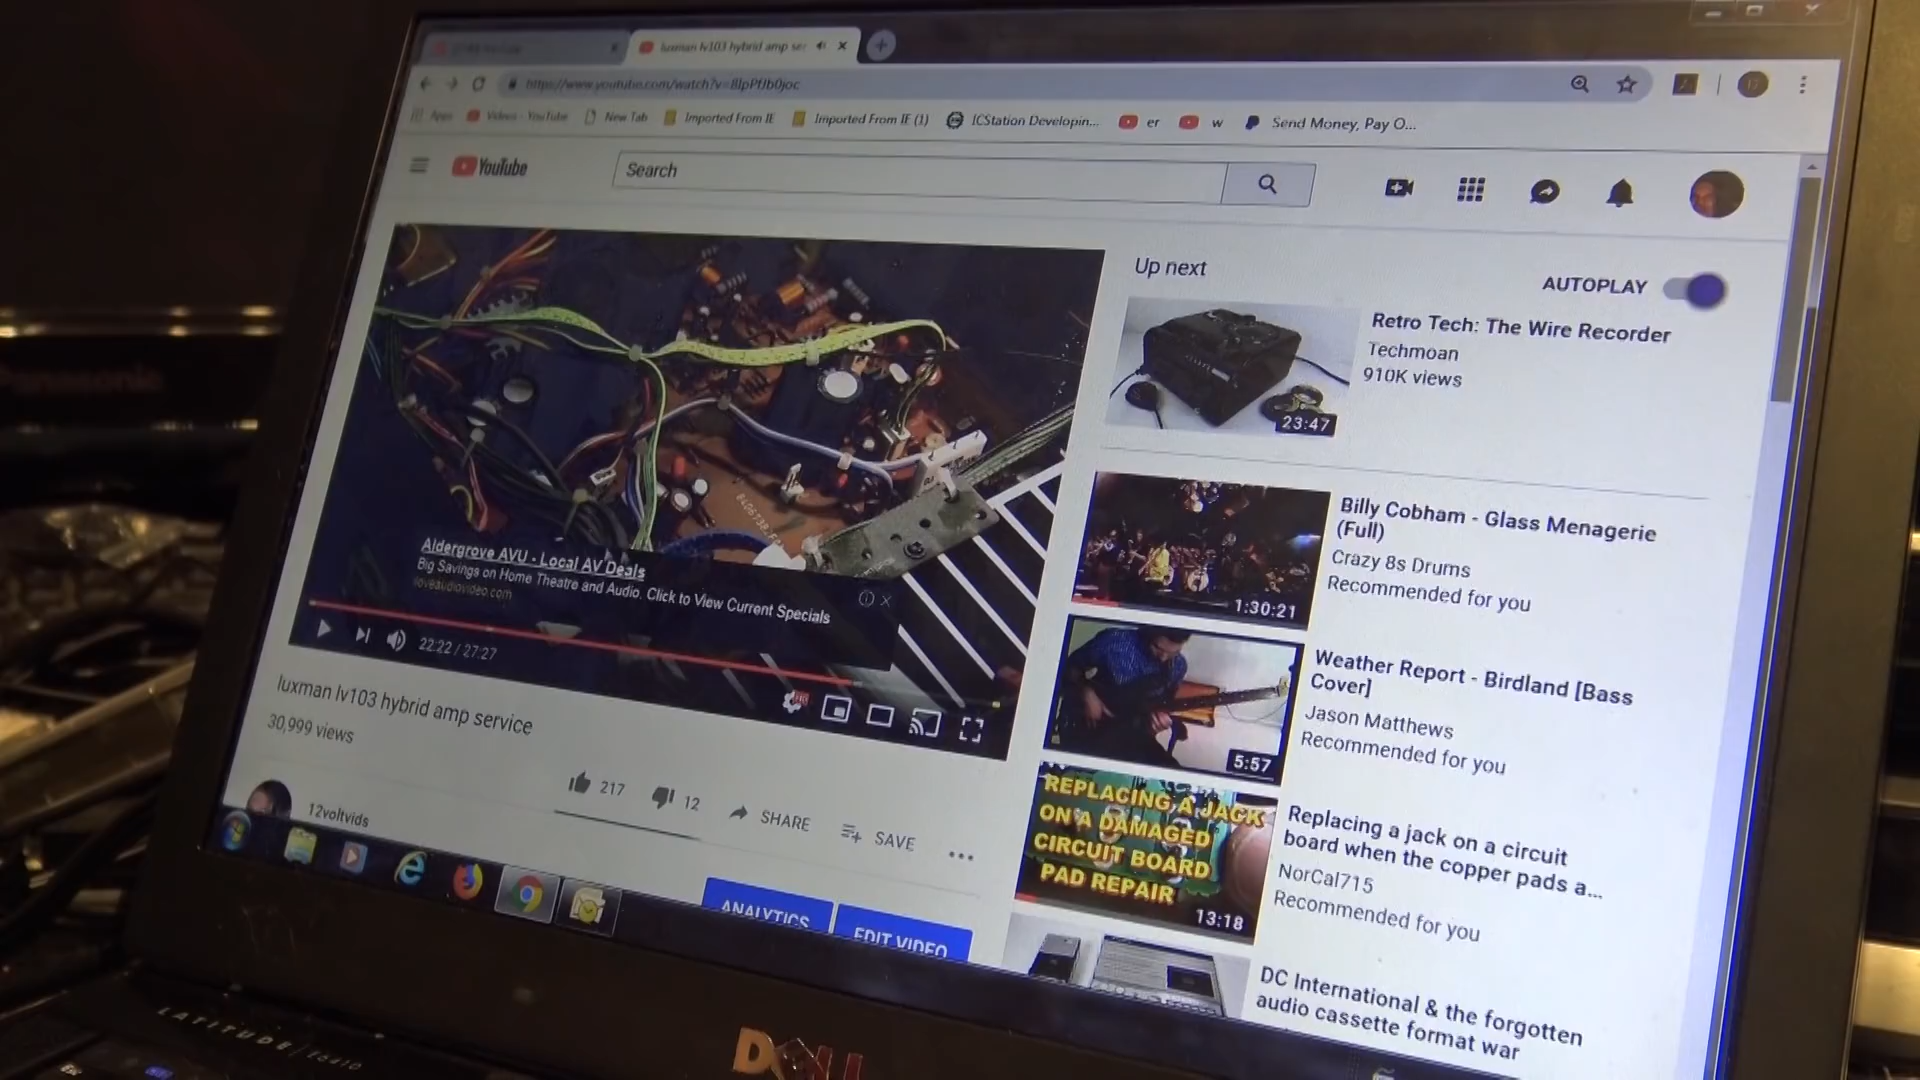 luxman lv103 hybrid amp ser
https://www.youtube.com/watch?v=8lpPfJb0joc
Apps Videos - YouTube New Tab Imported From IE Imported From IE (1) ICStation Developin... er w Send Money, Pay O...
YouTube
Search
Up next
AUTOPLAY
Retro Tech: The Wire Recorder
Techmoan
910K views
23:47
Billy Cobham - Glass Menagerie
(Full)
Crazy 8s Drums
Recommended for you
1:30:21
Weather Report - Birdland [Bass
Cover]
Jason Matthews
Recommended for you
5:57
REPLACING A JACK
ON A DAMAGED
CIRCUIT BOARD
PAD REPAIR
13:18
Replacing a jack on a circuit
board when the copper pads a...
NorCal715
Recommended for you
DC International & the forgotten
audio cassette format war
Aldergrove AVU - Local AV Deals
Big Savings on Home Theatre and Audio. Click to View Current Specials
iloveaudiovideo.com
22:22 / 27:27
luxman lv103 hybrid amp service
30,999 views
217 12 SHARE SAVE
12voltvids
ANALYTICS EDIT VIDEO
LATITUDE
DELL
Panasonic